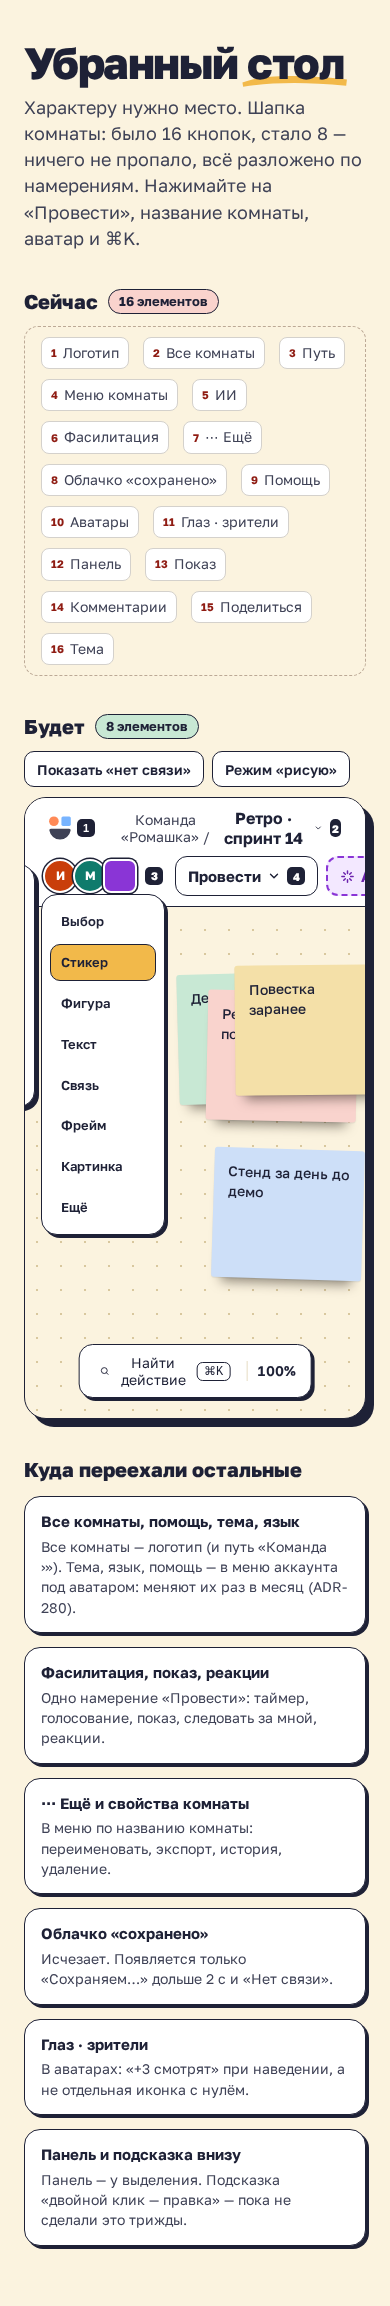 Убранный стол
Характеру нужно место. Шапка
комнаты: было 16 кнопок, стало 8 —
ничего не пропало, всё разложено по
намерениям. Нажимайте на
«Провести», название комнаты,
аватар и ⌘K.
Сейчас 16 элементов
1 Логотип 2 Все комнаты 3 Путь
4 Меню комнаты 5 ИИ
6 Фасилитация 7 ··· Ещё
8 Облачко «сохранено» 9 Помощь
10 Аватары 11 Глаз · зрители
12 Панель 13 Показ
14 Комментарии 15 Поделиться
16 Тема
Будет 8 элементов
Показать «нет связи» Режим «рисую»
1 Команда «Ромашка» / Ретро · спринт 14 2
И М 3 Провести 4
Выбор
Стикер
Фигура
Текст
Связь
Фрейм
Картинка
Ещё
Повестка
заранее
Стенд за день до
демо
Найти
действие ⌘K 100%
Куда переехали остальные
Все комнаты, помощь, тема, язык
Все комнаты — логотип (и путь «Команда
›»). Тема, язык, помощь — в меню аккаунта
под аватаром: меняют их раз в месяц (ADR-
280).
Фасилитация, показ, реакции
Одно намерение «Провести»: таймер,
голосование, показ, следовать за мной,
реакции.
··· Ещё и свойства комнаты
В меню по названию комнаты:
переименовать, экспорт, история,
удаление.
Облачко «сохранено»
Исчезает. Появляется только
«Сохраняем…» дольше 2 с и «Нет связи».
Глаз · зрители
В аватарах: «+3 смотрят» при наведении, а
не отдельная иконка с нулём.
Панель и подсказка внизу
Панель — у выделения. Подсказка
«двойной клик — правка» — пока не
сделали это трижды.